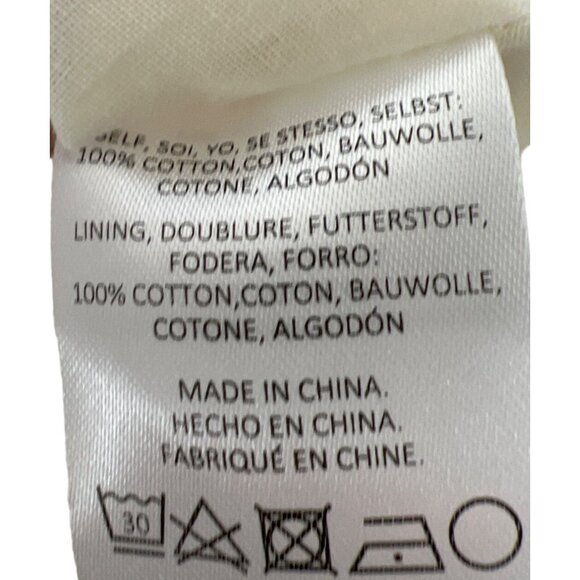 SELF, SOI, YO, SE STESSO, SELBST:
100% COTTON,COTON, BAUWOLLE,
COTONE, ALGODÓN
LINING, DOUBLURE, FUTTERSTOFF,
FODERA, FORRO:
100% COTTON,COTON, BAUWOLLE,
COTONE, ALGODÓN
MADE IN CHINA.
HECHO EN CHINA.
FABRIQUÉ EN CHINE.
30